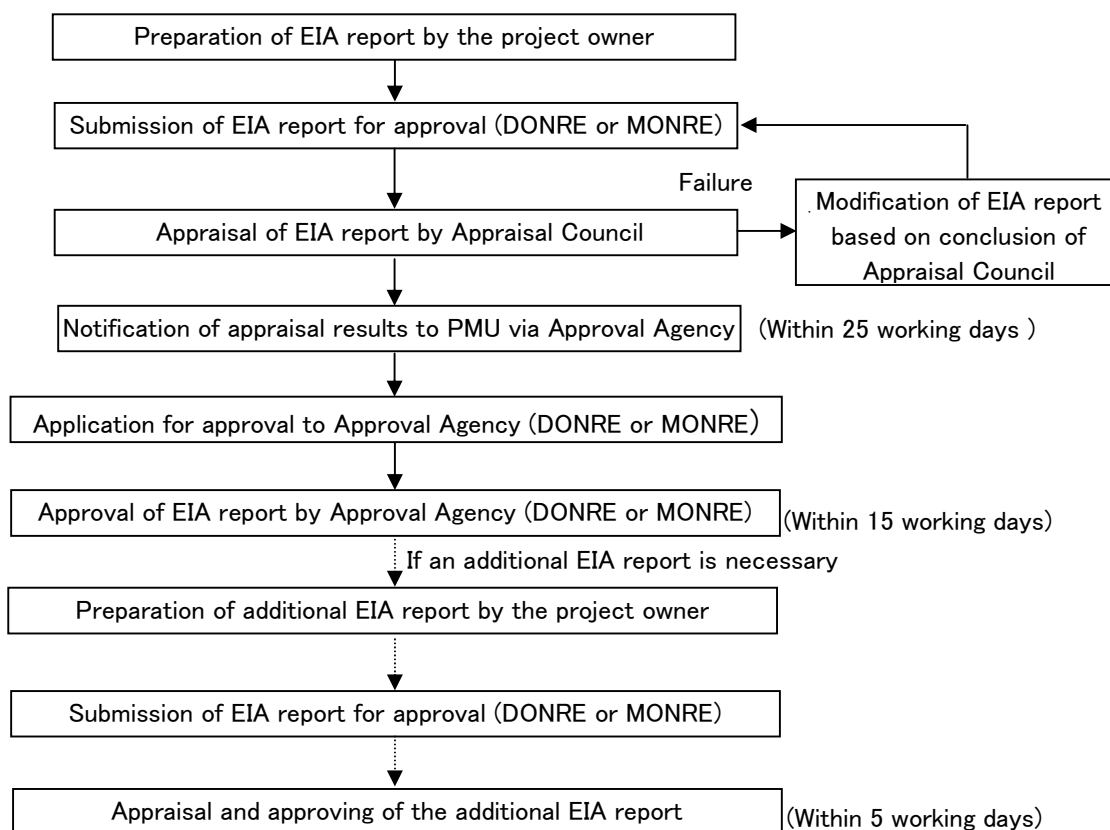 Preparation of EIA report by the project owner
Submission of EIA report for approval (DONRE or MONRE)
Failure
Modification of EIA report
based on conclusion of
Appraisal Council
Appraisal of EIA report by Appraisal Council
Notification of appraisal results to PMU via Approval Agency
(Within 25 working days )
Application for approval to Approval Agency (DONRE or MONRE)
Approval of EIA report by Approval Agency (DONRE or MONRE)
(Within 15 working days)
If an additional EIA report is necessary
Preparation of additional EIA report by the project owner
Submission of EIA report for approval (DONRE or MONRE)
Appraisal and approving of the additional EIA report
(Within 5 working days)